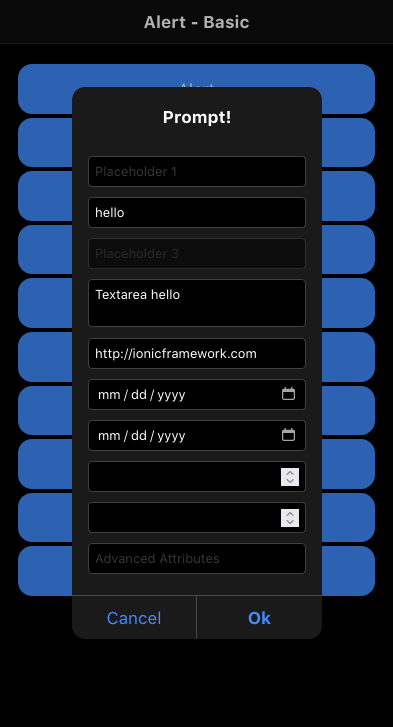 Alert - Basic
Alert
Prompt!
Placeholder 1
hello
Placeholder 3
Textarea hello
http://ionicframework.com
mm / dd / yyyy
mm / dd / yyyy
Advanced Attributes
Cancel
Ok